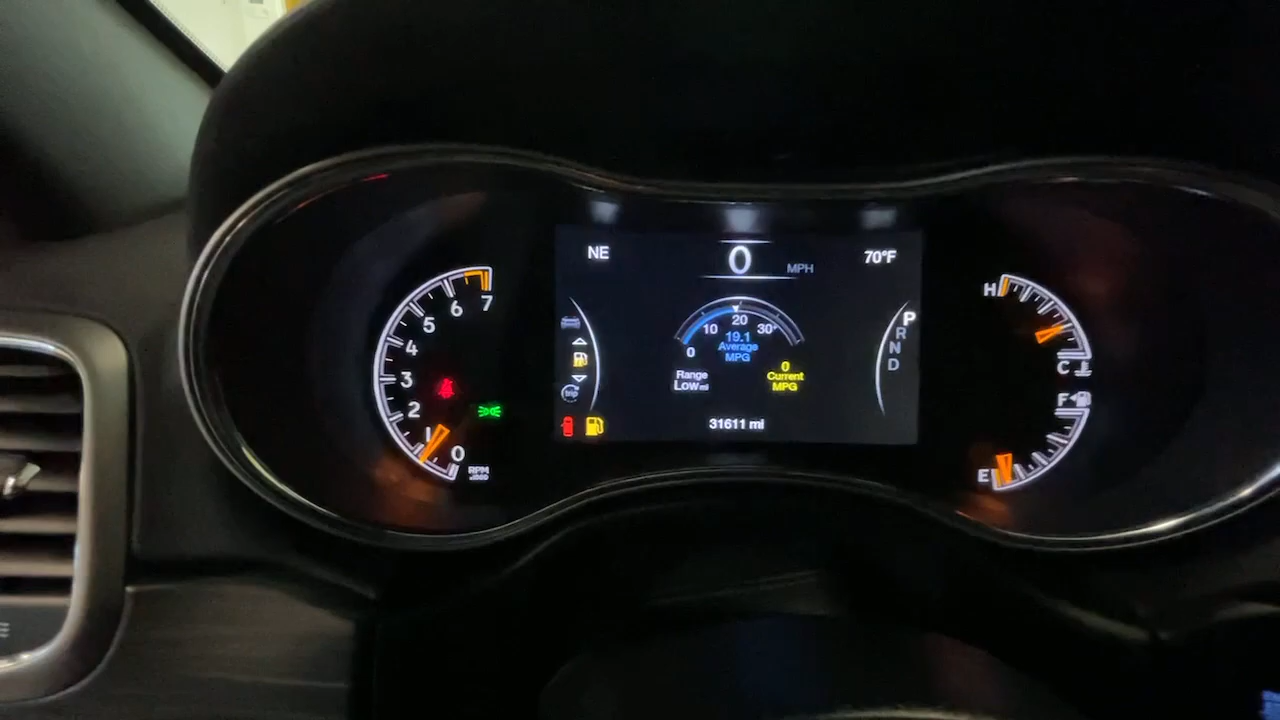 NE
0
MPH
70°F
7
6
5
4
3
2
1
0
RPM
x1000
10
20
30+
0
19.1
Average
MPG
Range
Low mi
0
Current
MPG
trip
31611 mi
P
R
N
D
H
C
F
E